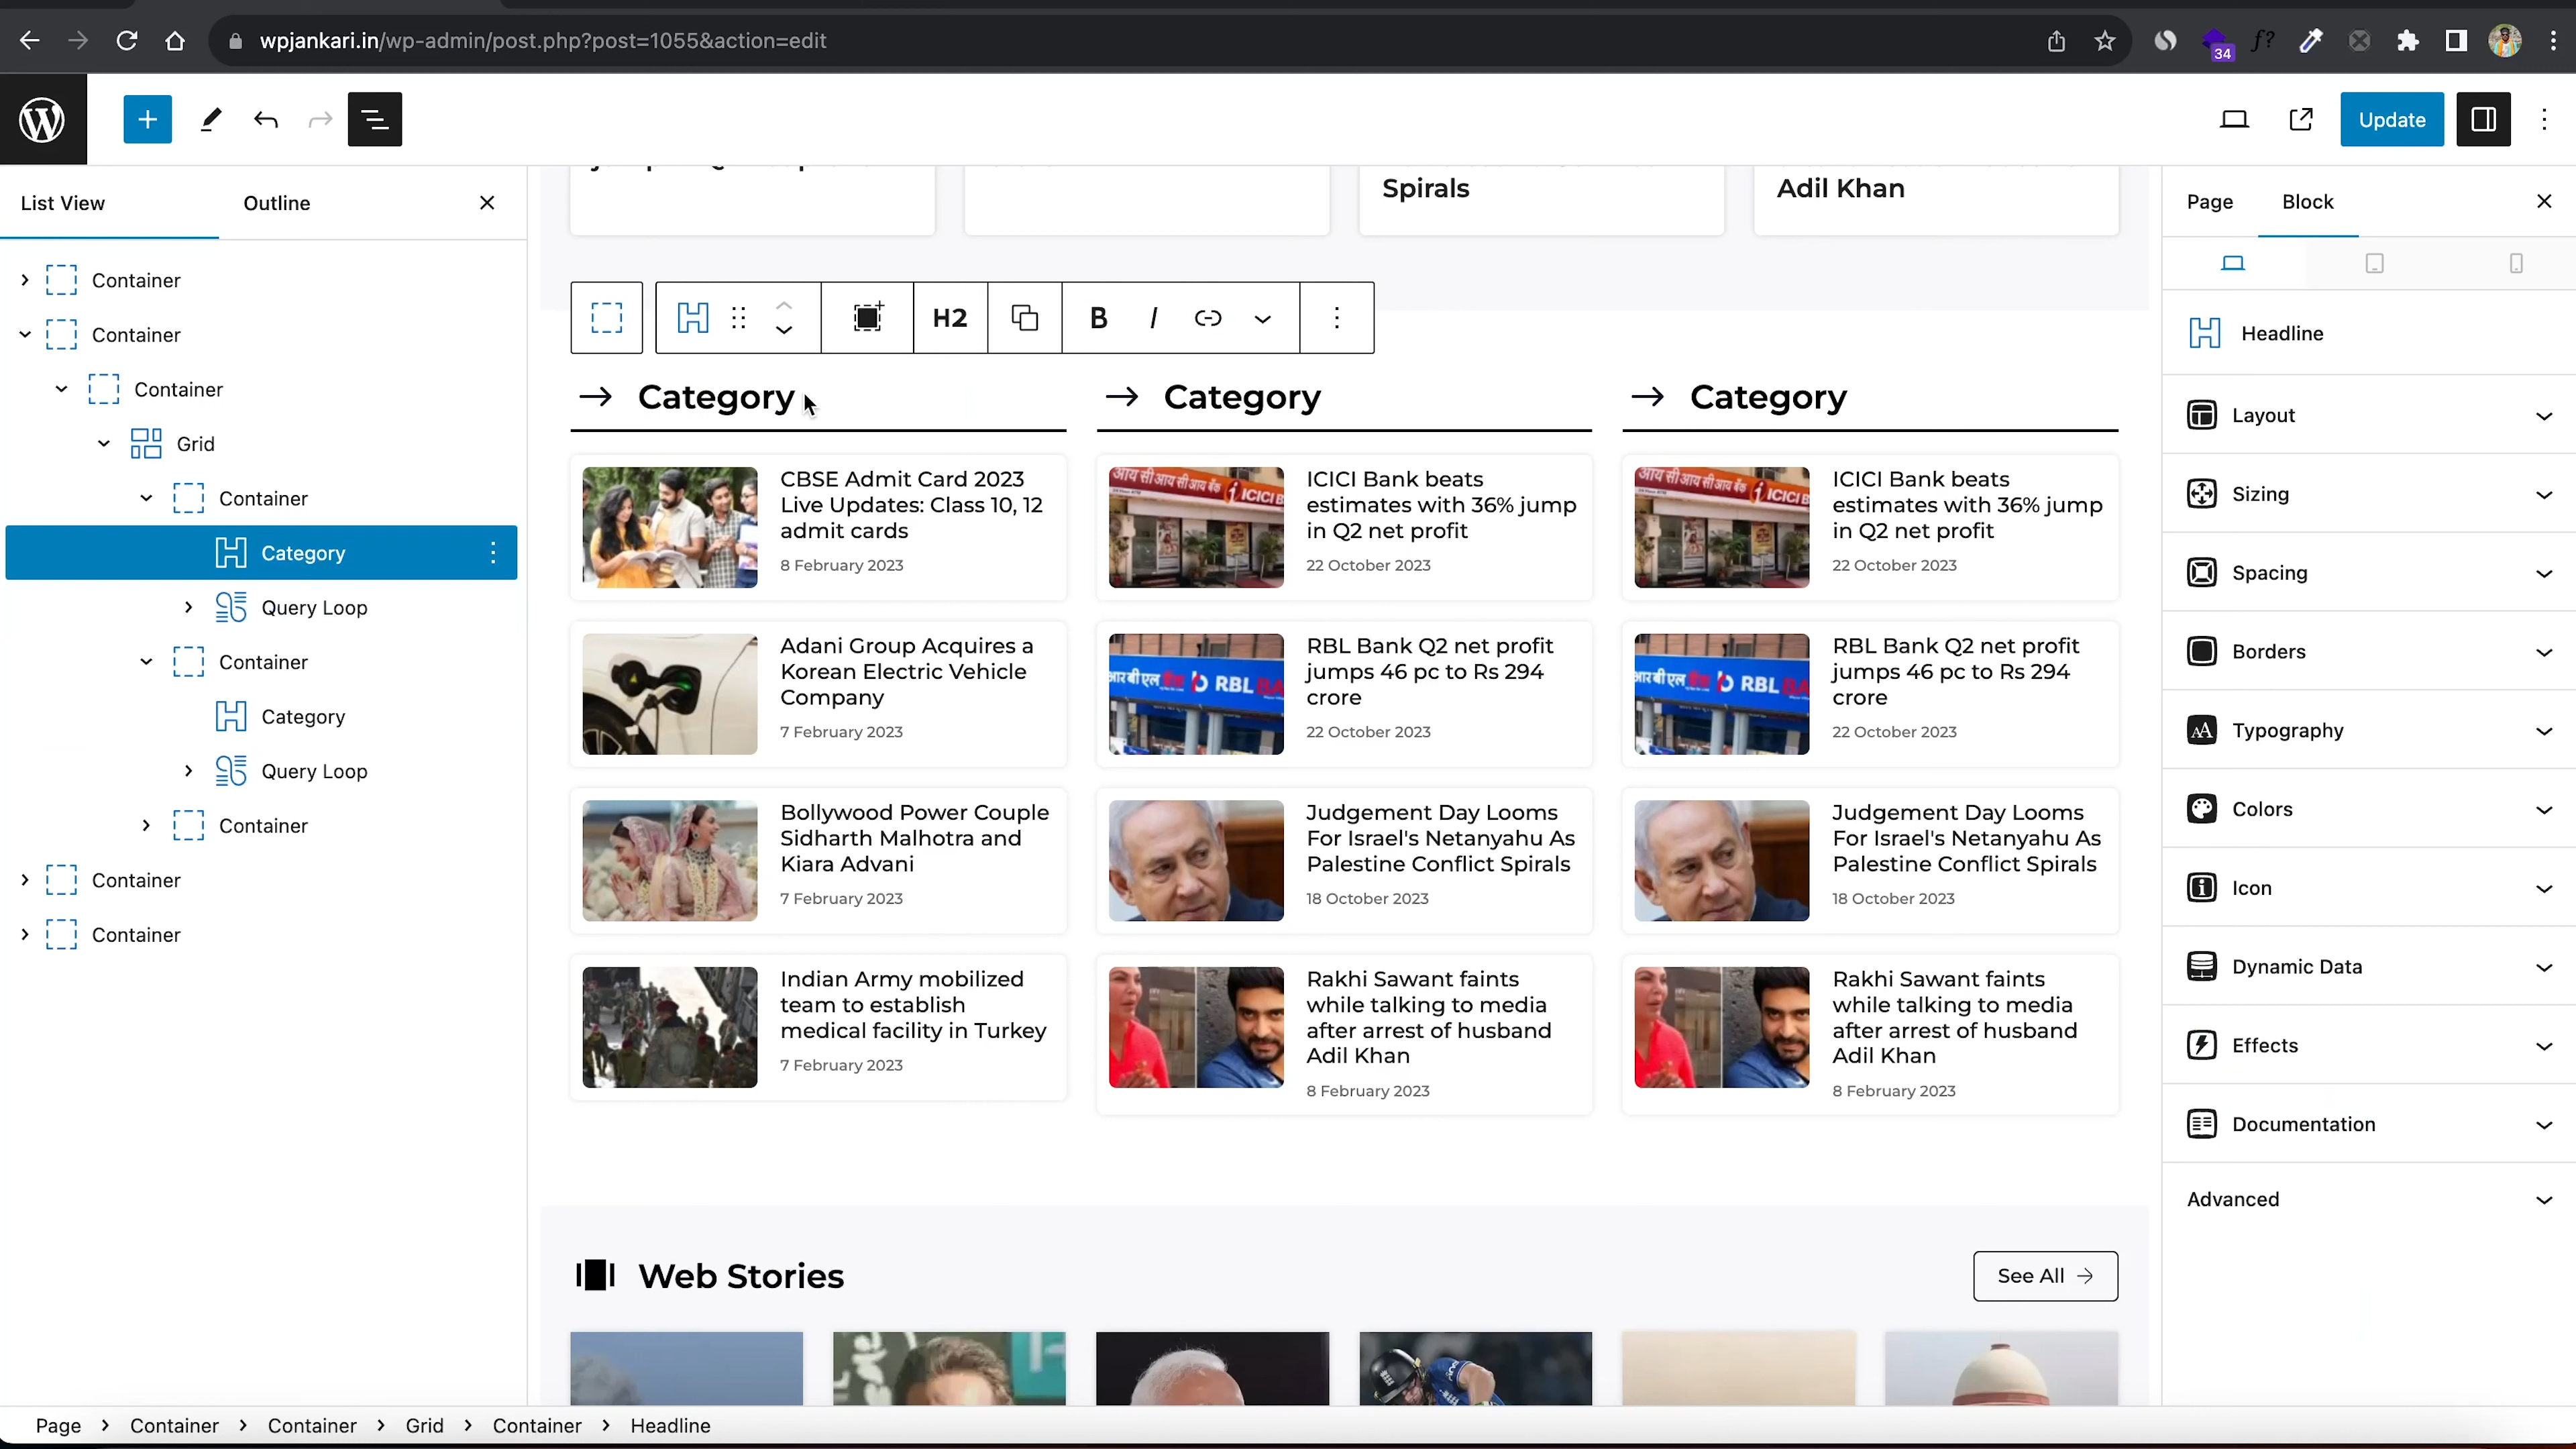 wpjankari.in/wp-admin/post.php?post=1055&action=edit
f?
34
Update
List View
Outline
Container
Container
Container
Grid
Container
Category
Query Loop
Container
Category
Query Loop
Container
Container
Container
Spirals
Adil Khan
H2
B
I
Category
Category
Category
CBSE Admit Card 2023
Live Updates: Class 10, 12
admit cards
8 February 2023
ICICI Bank beats
estimates with 36% jump
in Q2 net profit
22 October 2023
ICICI Bank beats
estimates with 36% jump
in Q2 net profit
22 October 2023
Adani Group Acquires a
Korean Electric Vehicle
Company
7 February 2023
RBL Bank Q2 net profit
jumps 46 pc to Rs 294
crore
22 October 2023
RBL Bank Q2 net profit
jumps 46 pc to Rs 294
crore
22 October 2023
Bollywood Power Couple
Sidharth Malhotra and
Kiara Advani
7 February 2023
Judgement Day Looms
For Israel's Netanyahu As
Palestine Conflict Spirals
18 October 2023
Judgement Day Looms
For Israel's Netanyahu As
Palestine Conflict Spirals
18 October 2023
Indian Army mobilized
team to establish
medical facility in Turkey
7 February 2023
Rakhi Sawant faints
while talking to media
after arrest of husband
Adil Khan
8 February 2023
Rakhi Sawant faints
while talking to media
after arrest of husband
Adil Khan
8 February 2023
Web Stories
See All
Page
Block
Headline
Layout
Sizing
Spacing
Borders
Typography
Colors
Icon
Dynamic Data
Effects
Documentation
Advanced
Page > Container > Container > Grid > Container > Headline